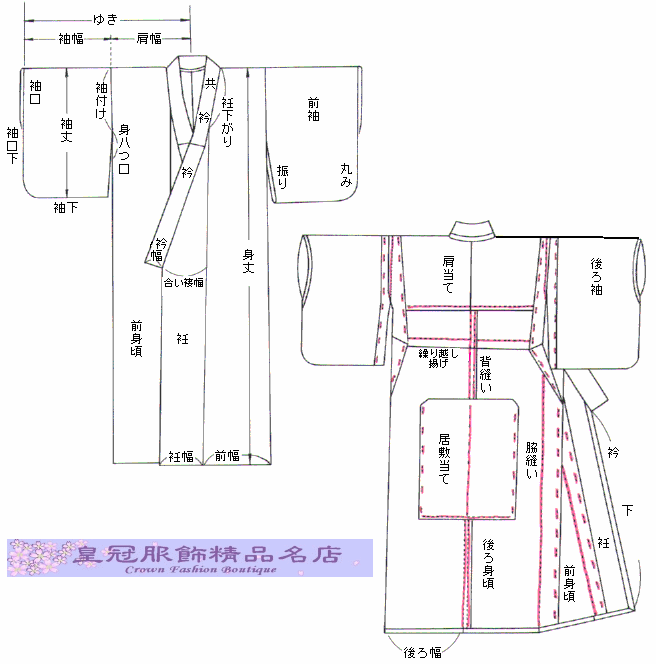 ゆき
袖幅
肩幅
袖口
袖丈
袖付け
共
衿
衽下がり
前袖
袖口下
身八つ口
衿
振り
丸み
袖下
衿幅
身丈
合い褄幅
前身頃
衽
衽幅
前幅
肩当て
後ろ袖
繰り越し
揚げ
背縫い
居敷当て
脇縫い
衿
下
衽
後ろ身頃
前身頃
後ろ幅
皇冠服飾精品名店
Crown Fashion Boutique